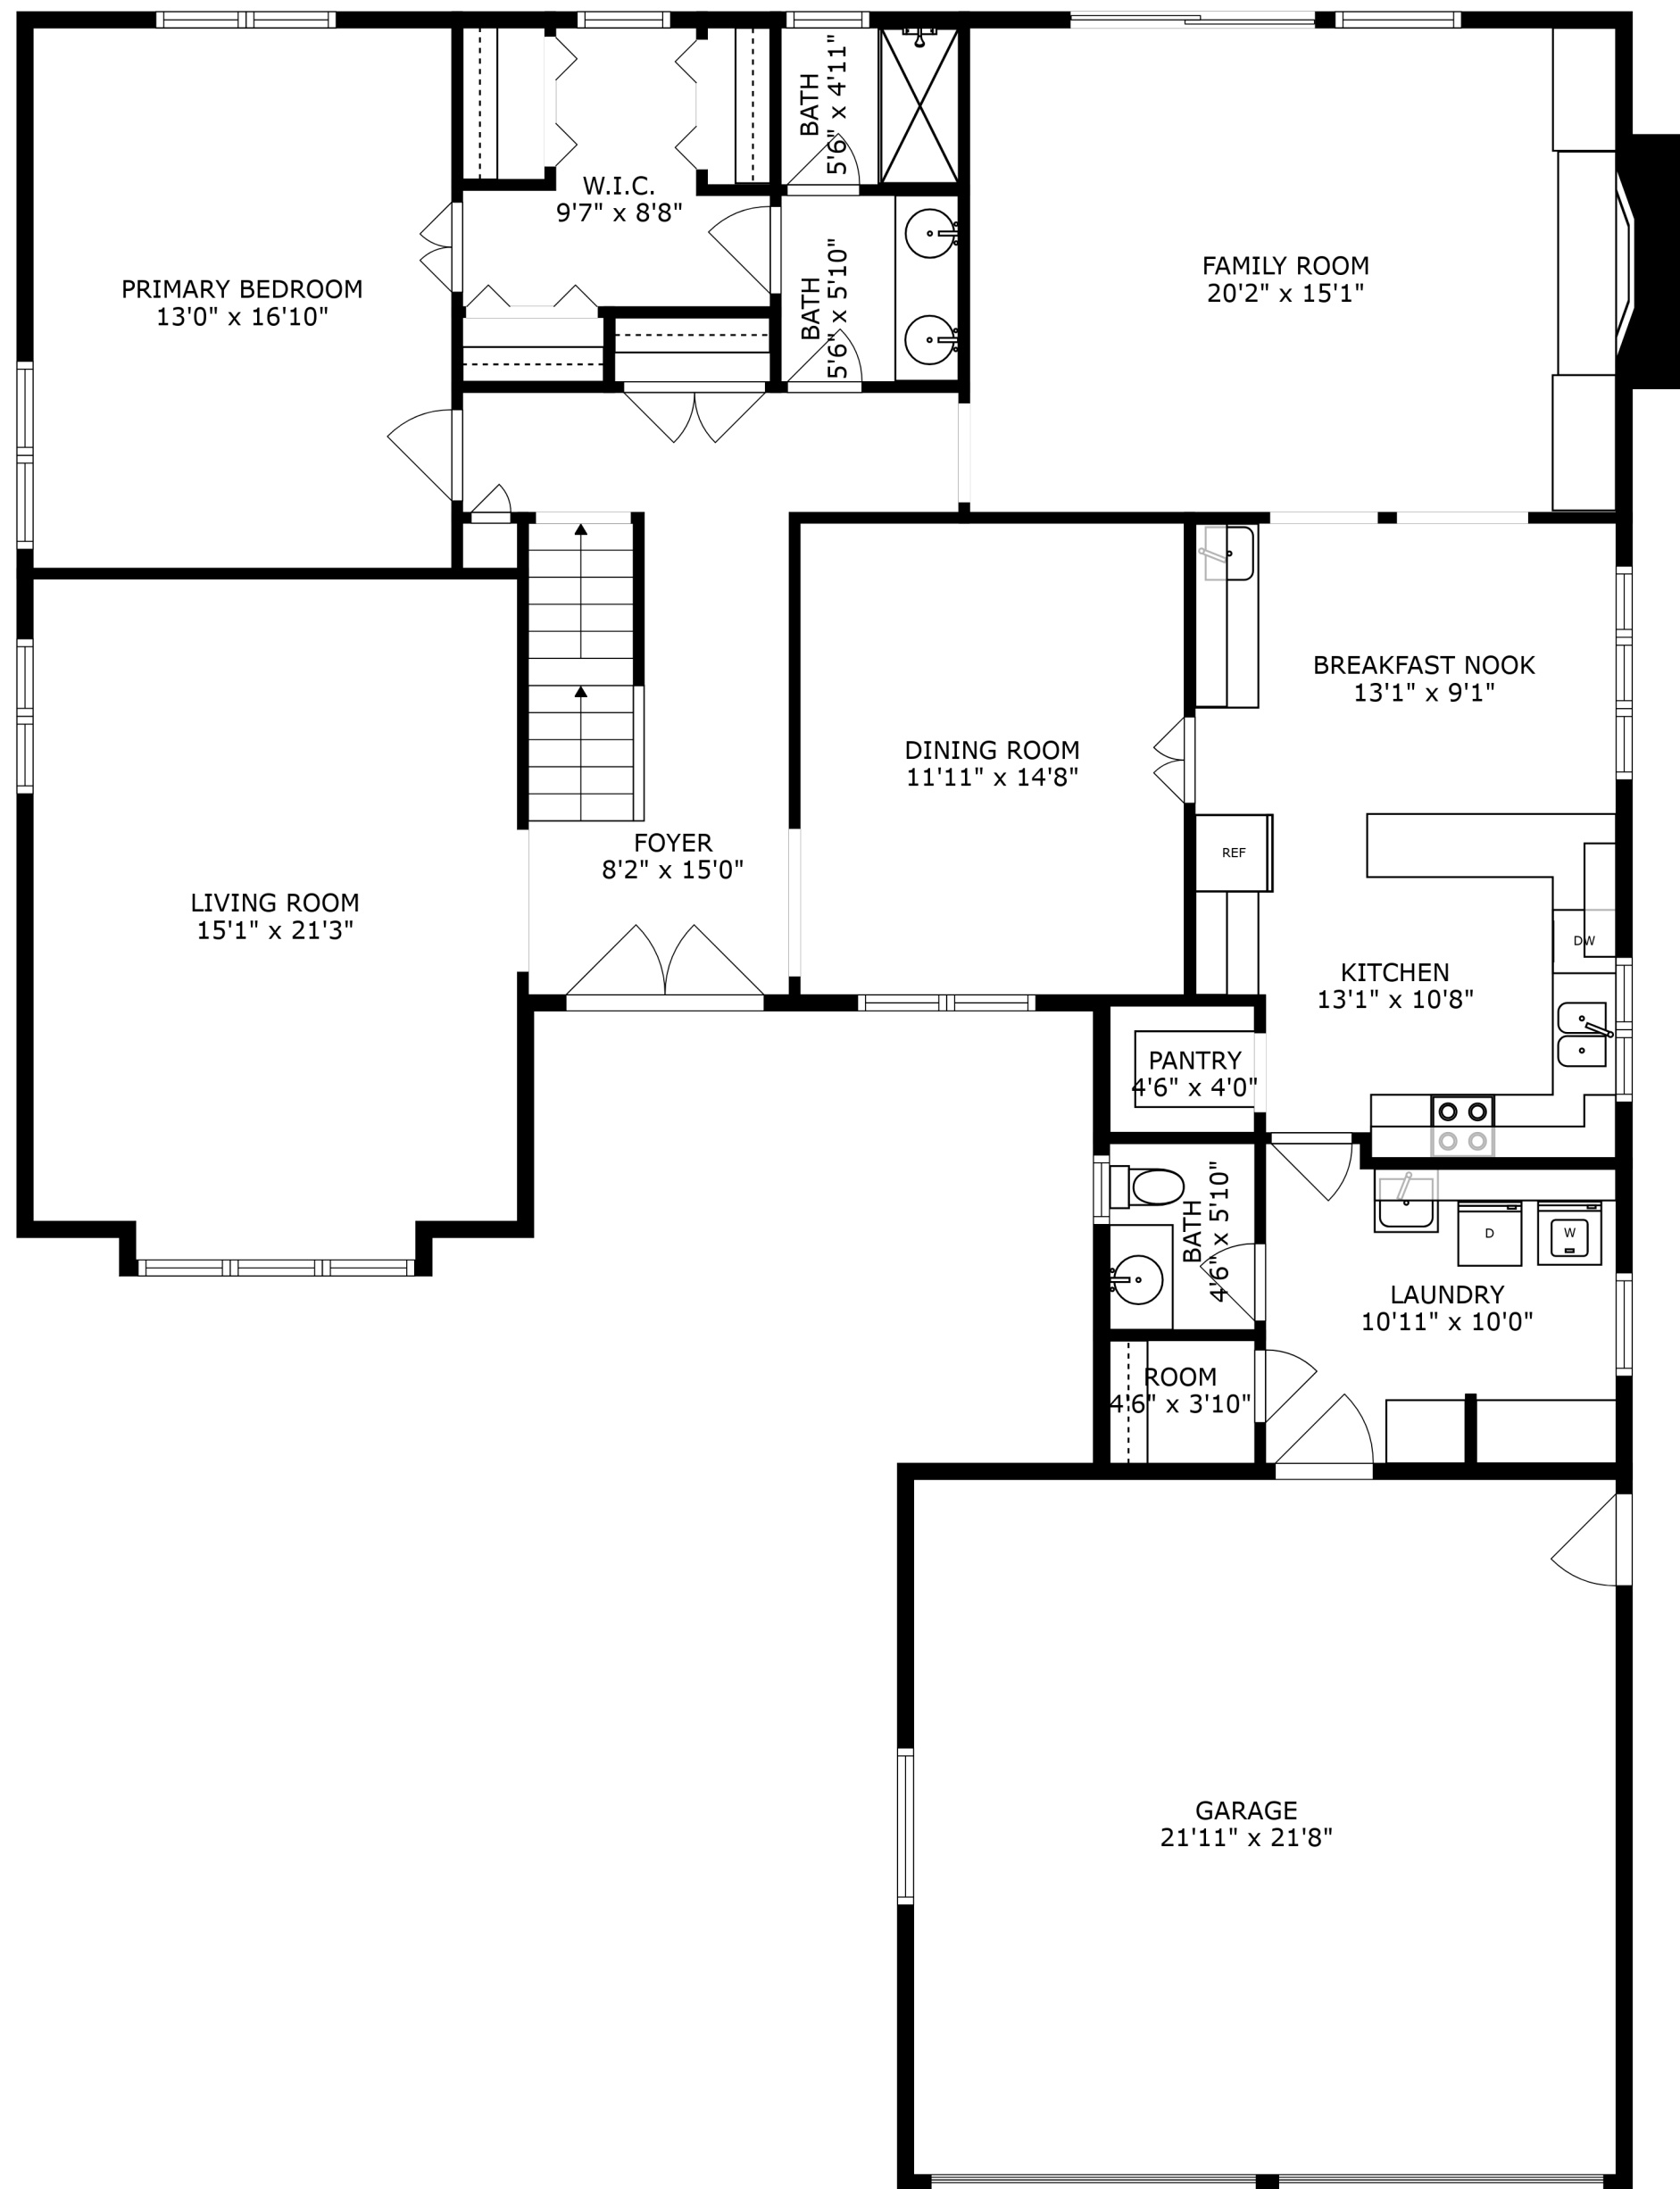 BATH
5'6" x 4'11"
W.I.C.
9'7" x 8'8"
FAMILY ROOM
20'2" x 15'1"
PRIMARY BEDROOM
13'0" x 16'10"
BATH
5'6" x 5'10"
BREAKFAST NOOK
13'1" x 9'1"
DINING ROOM
11'11" x 14'8"
FOYER
8'2" x 15'0"
REF
LIVING ROOM
15'1" x 21'3"
DW
KITCHEN
13'1" x 10'8"
PANTRY
4'6" x 4'0"
BATH
4'6" x 5'10"
D
W
LAUNDRY
10'11" x 10'0"
ROOM
4'6" x 3'10"
GARAGE
21'11" x 21'8"